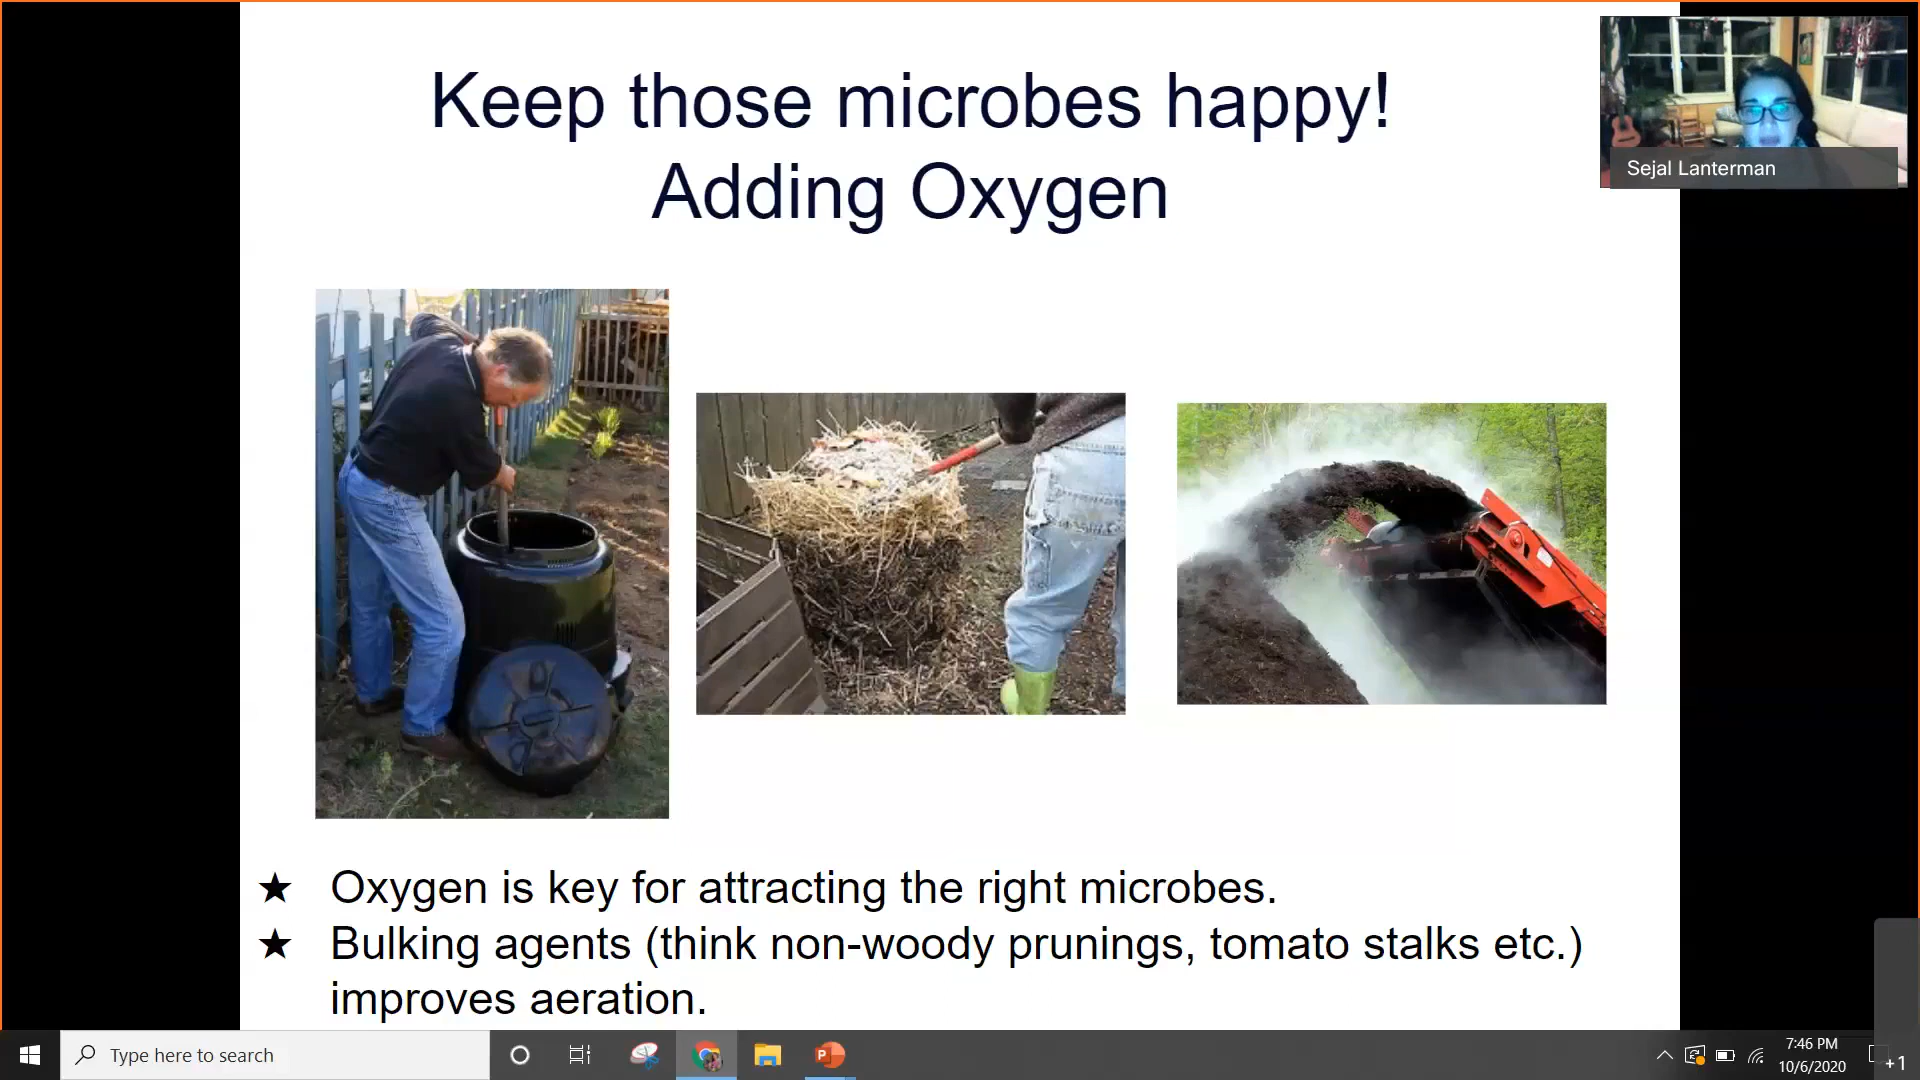 Keep those microbes happy!
Adding Oxygen
Sejal Lanterman
★ Oxygen is key for attracting the right microbes.
★ Bulking agents (think non-woody prunings, tomato stalks etc.)
improves aeration.
Type here to search
7:46 PM
10/6/2020
+1